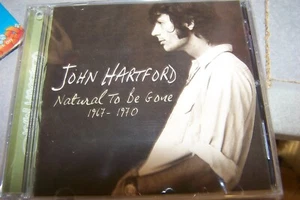 JOHN HARTFORD
Natural To Be Gone
1967-1970